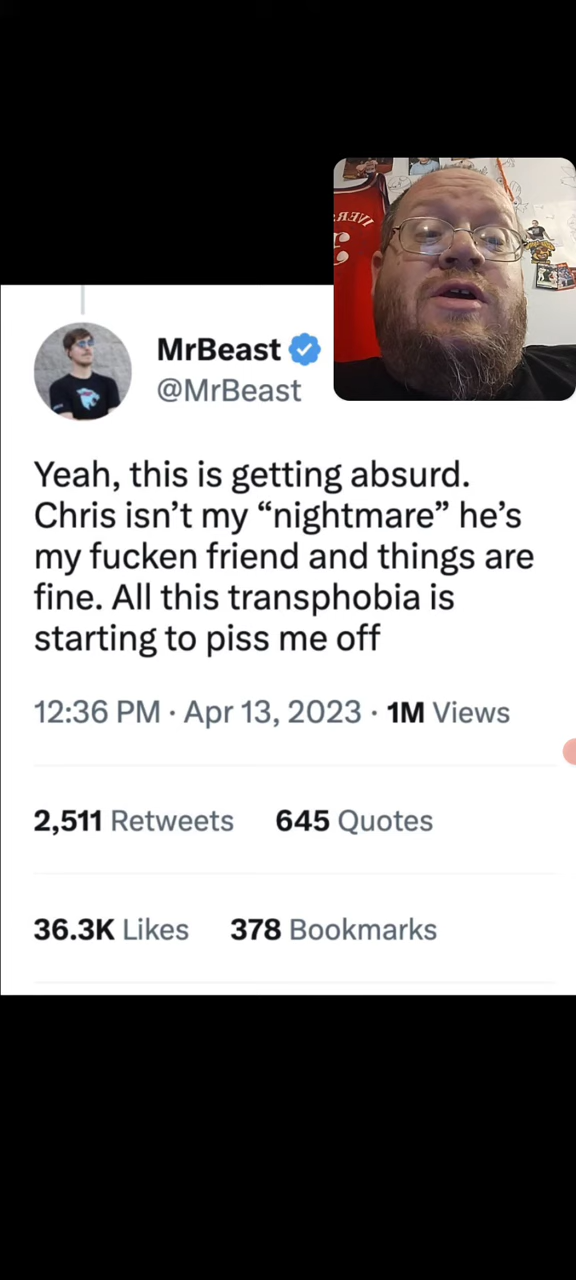 IVER
3
MrBeast
@MrBeast
Yeah, this is getting absurd.
Chris isn’t my “nightmare” he’s
my fucken friend and things are
fine. All this transphobia is
starting to piss me off
12:36 PM · Apr 13, 2023 · 1M Views
2,511 Retweets 645 Quotes
36.3K Likes 378 Bookmarks